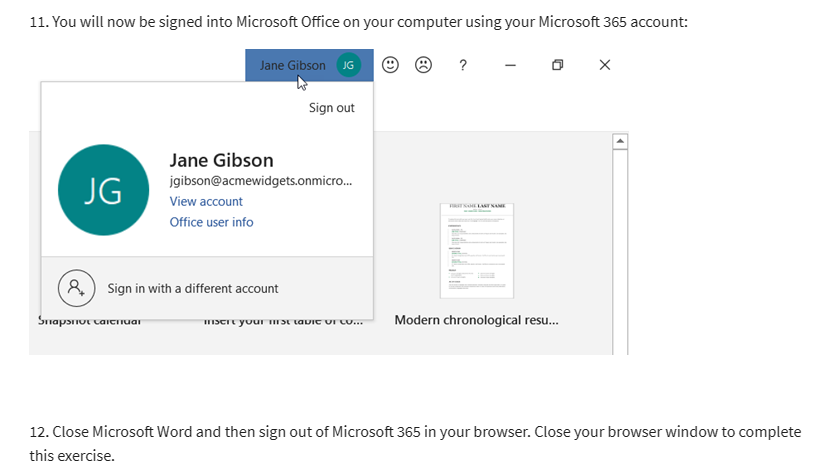 11. You will now be signed into Microsoft Office on your computer using your Microsoft 365 account:
Jane Gibson JG ?
Sign out
JG
Jane Gibson
jgibson@acmewidgets.onmicro...
View account
Office user info
FIRST NAME LAST NAME
Sign in with a different account
Snapshot calendar Insert your first table of co... Modern chronological resu...
12. Close Microsoft Word and then sign out of Microsoft 365 in your browser. Close your browser window to complete
this exercise.